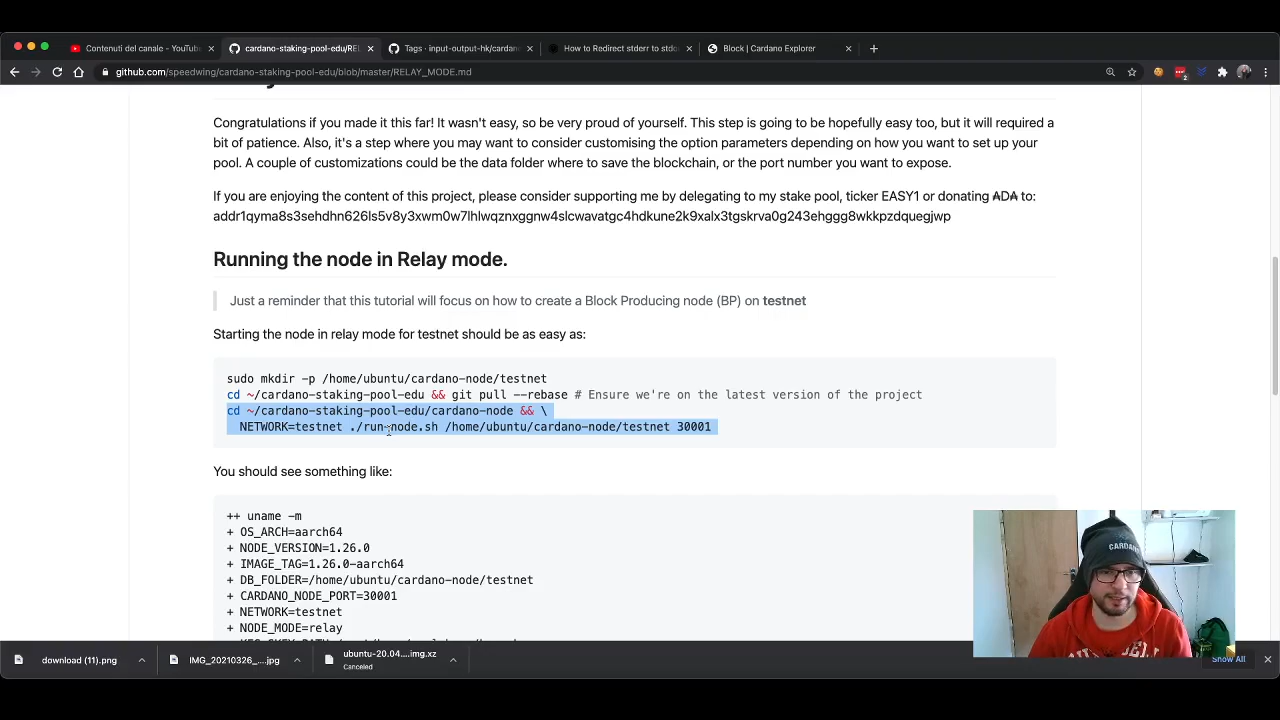 Contenuti del canale - YouTub
cardano-staking-pool-edu/REL
Tags · input-output-hk/cardan
How to Redirect stderr to stdo
Block | Cardano Explorer
github.com/speedwing/cardano-staking-pool-edu/blob/master/RELAY_MODE.md
Congratulations if you made it this far! It wasn't easy, so be very proud of yourself. This step is going to be hopefully easy too, but it will required a
bit of patience. Also, it's a step where you may want to consider customising the option parameters depending on how you want to set up your
pool. A couple of customizations could be the data folder where to save the blockchain, or the port number you want to expose.
If you are enjoying the content of this project, please consider supporting me by delegating to my stake pool, ticker EASY1 or donating ₳D₳ to:
addr1qyma8s3sehdhn626ls5v8y3xwm0w7lhlwqznxggnw4slcwavatgc4hdkune2k9xalx3tgskrva0g243ehggg8wkkpzdquegjwp
Running the node in Relay mode.
Just a reminder that this tutorial will focus on how to create a Block Producing node (BP) on testnet
Starting the node in relay mode for testnet should be as easy as:
sudo mkdir -p /home/ubuntu/cardano-node/testnet
cd ~/cardano-staking-pool-edu && git pull --rebase # Ensure we're on the latest version of the project
cd ~/cardano-staking-pool-edu/cardano-node && \
NETWORK=testnet ./run-node.sh /home/ubuntu/cardano-node/testnet 30001
You should see something like:
++ uname -m
+ OS_ARCH=aarch64
+ NODE_VERSION=1.26.0
+ IMAGE_TAG=1.26.0-aarch64
+ DB_FOLDER=/home/ubuntu/cardano-node/testnet
+ CARDANO_NODE_PORT=30001
+ NETWORK=testnet
+ NODE_MODE=relay
CARDANO
download (11).png
IMG_20210326_....jpg
ubuntu-20.04....img.xz
Canceled
Show All